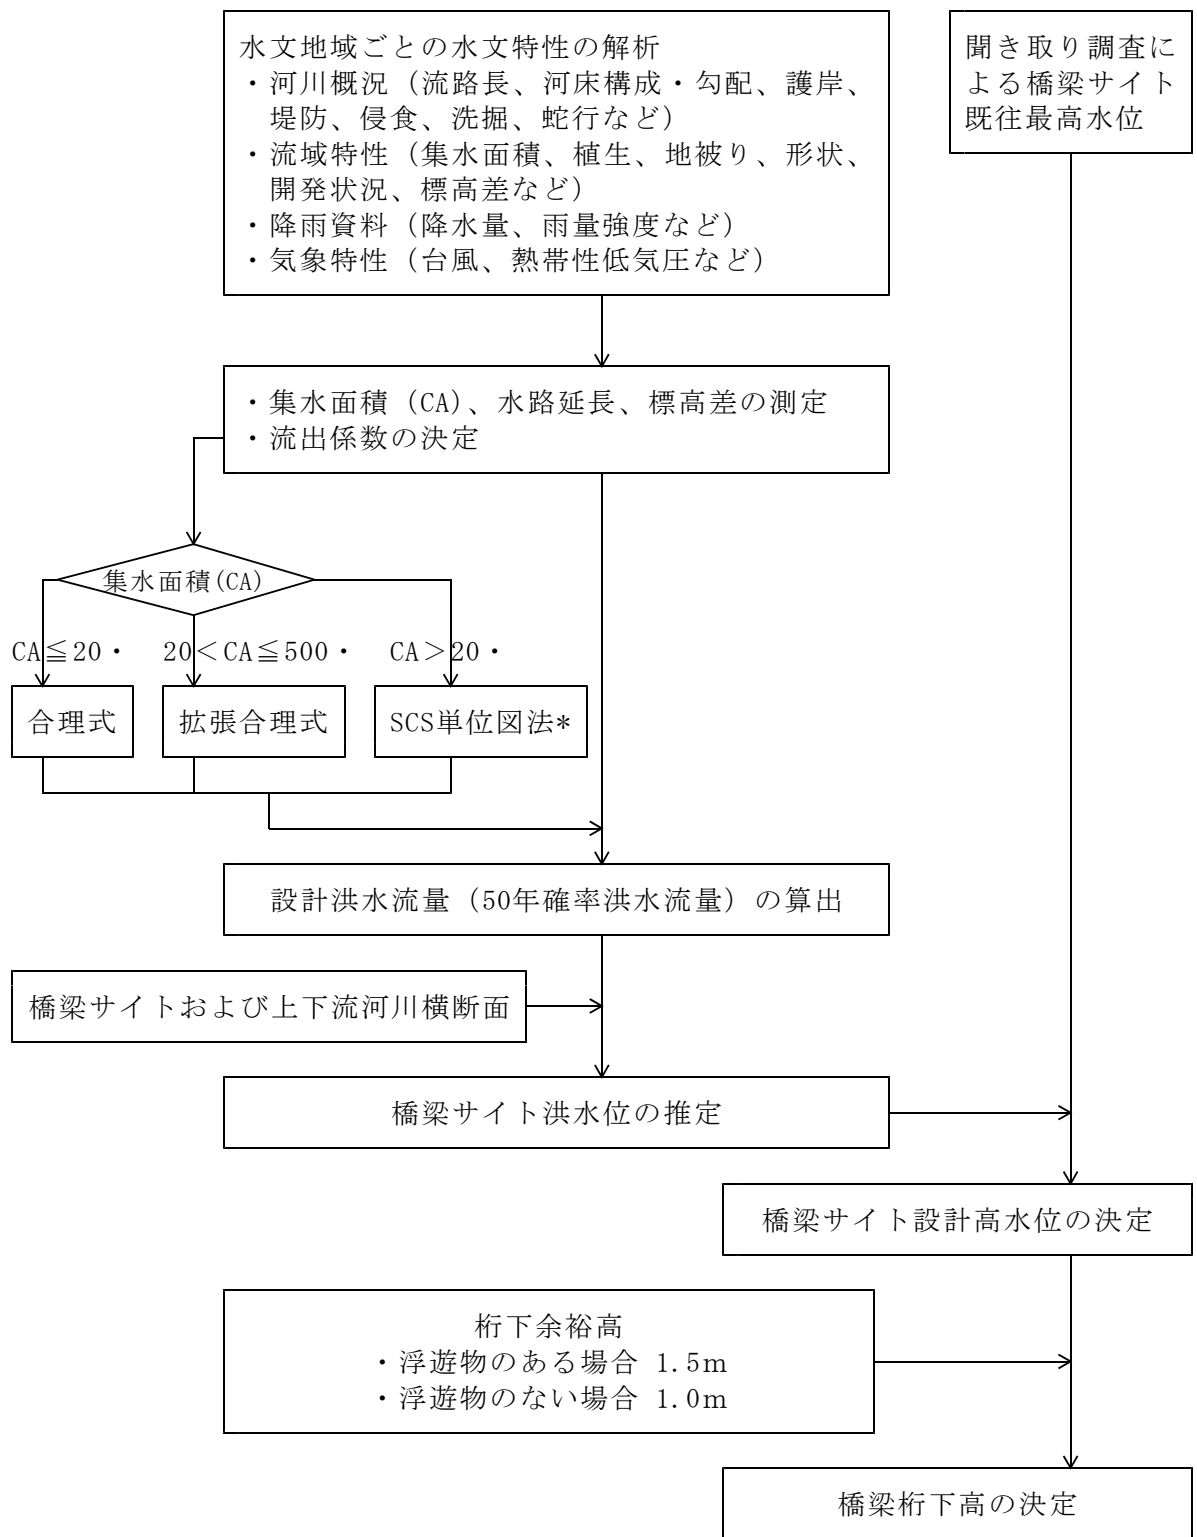 水文地域ごとの水文特性の解析
・河川概況（流路長、河床構成・勾配、護岸、
堤防、侵食、洗掘、蛇行など）
・流域特性（集水面積、植生、地被り、形状、
開発状況、標高差など）
・降雨資料（降水量、雨量強度など）
・気象特性（台風、熱帯性低気圧など）
聞き取り調査に
よる橋梁サイト
既往最高水位
・集水面積（CA）、水路延長、標高差の測定
・流出係数の決定
集水面積(CA)
CA≦20・
20＜CA≦500・
CA＞20・
合理式
拡張合理式
SCS単位図法*
設計洪水流量（50年確率洪水流量）の算出
橋梁サイトおよび上下流河川横断面
橋梁サイト洪水位の推定
橋梁サイト設計高水位の決定
桁下余裕高
・浮遊物のある場合 1.5m
・浮遊物のない場合 1.0m
橋梁桁下高の決定